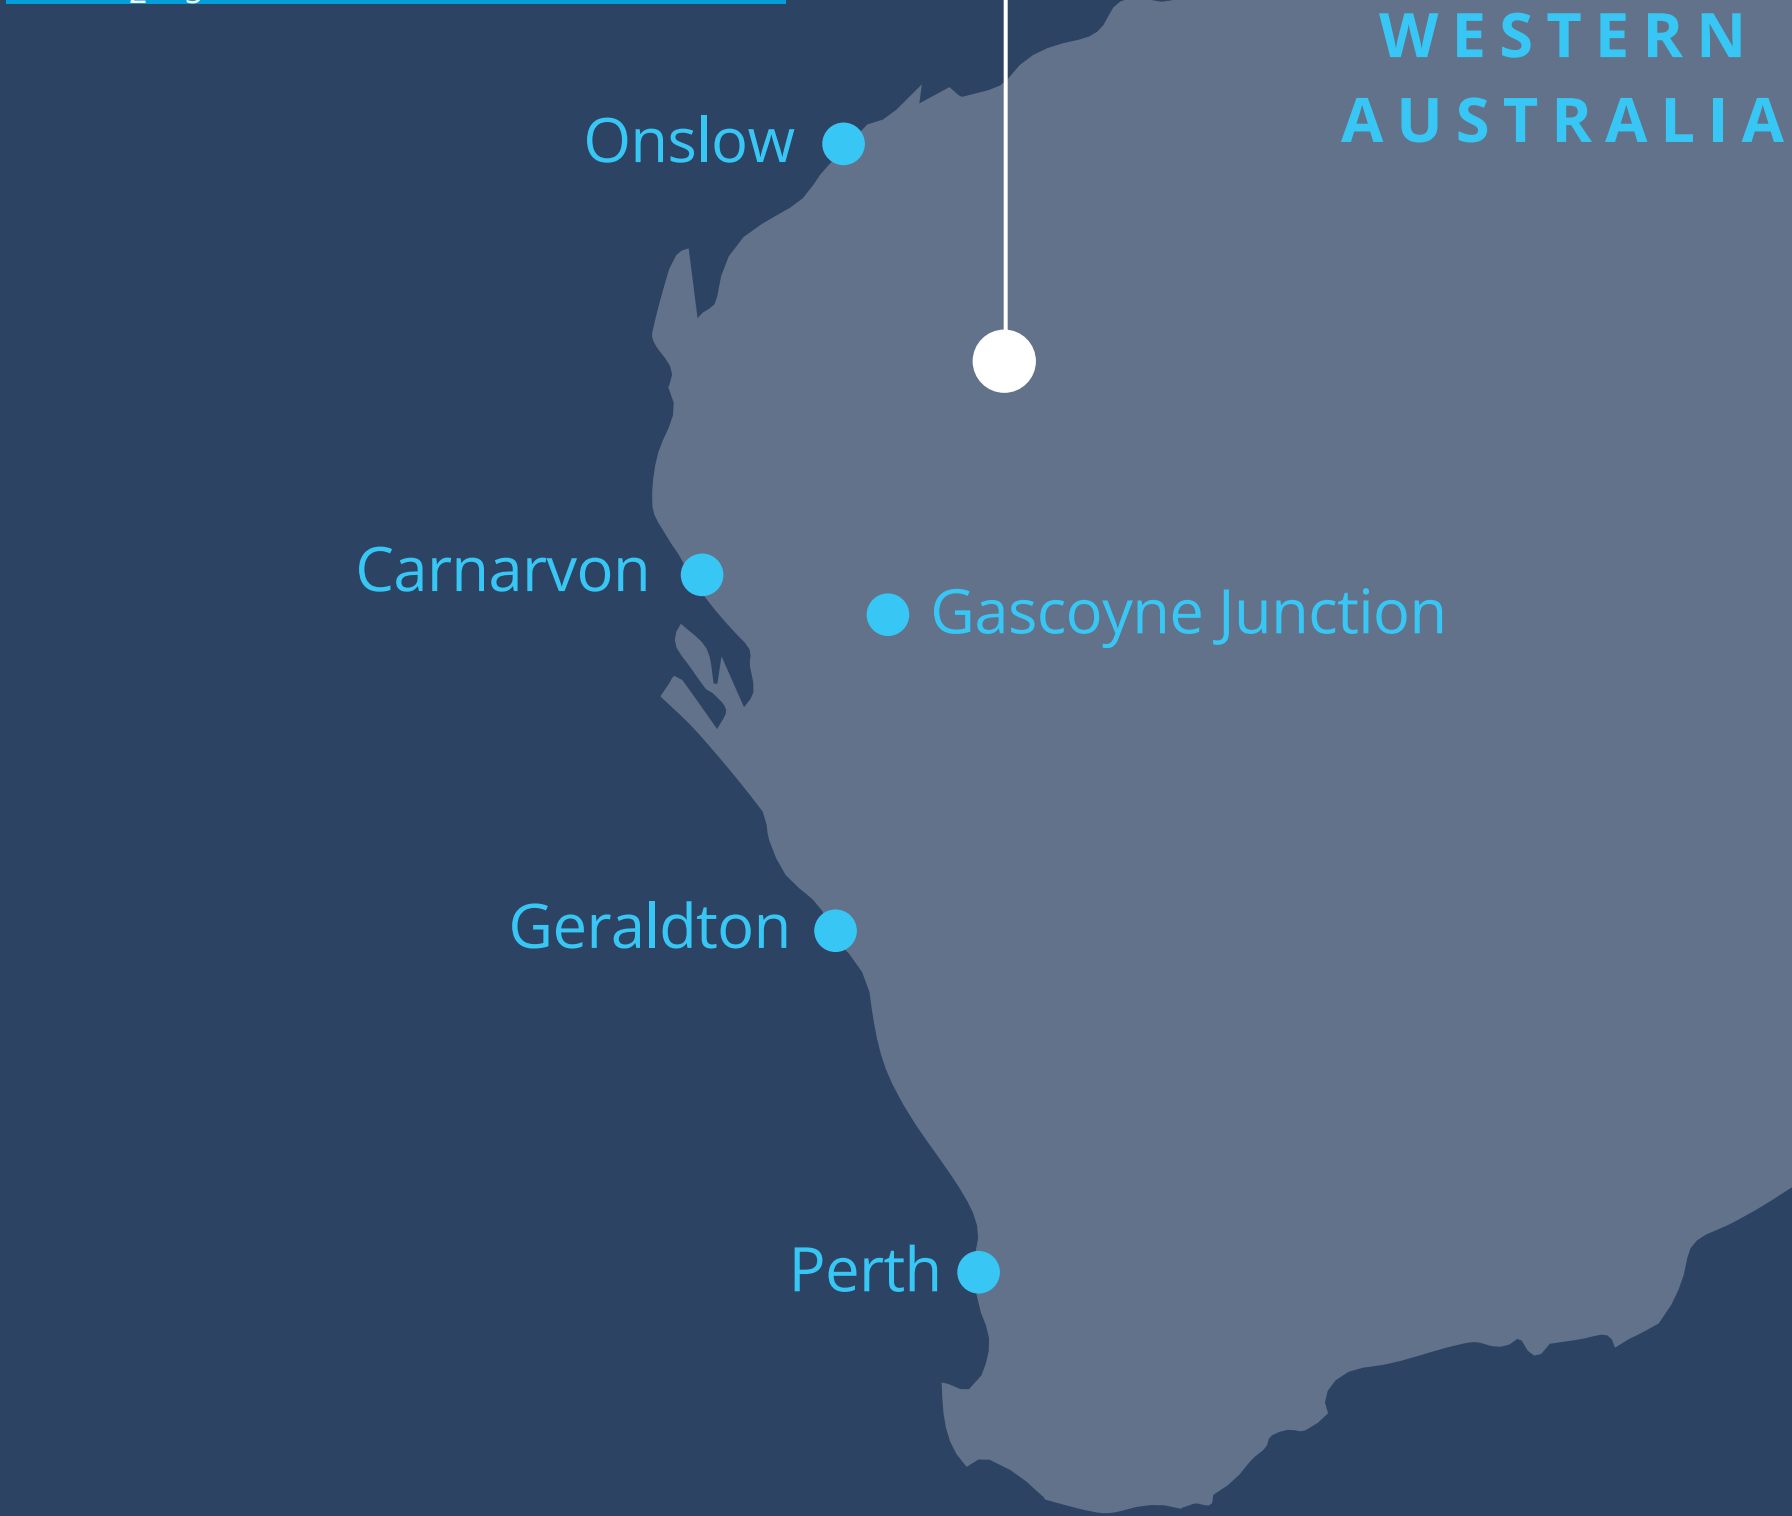 WESTERN
AUSTRALIA
Onslow
Carnarvon
Gascoyne Junction
Geraldton
Perth